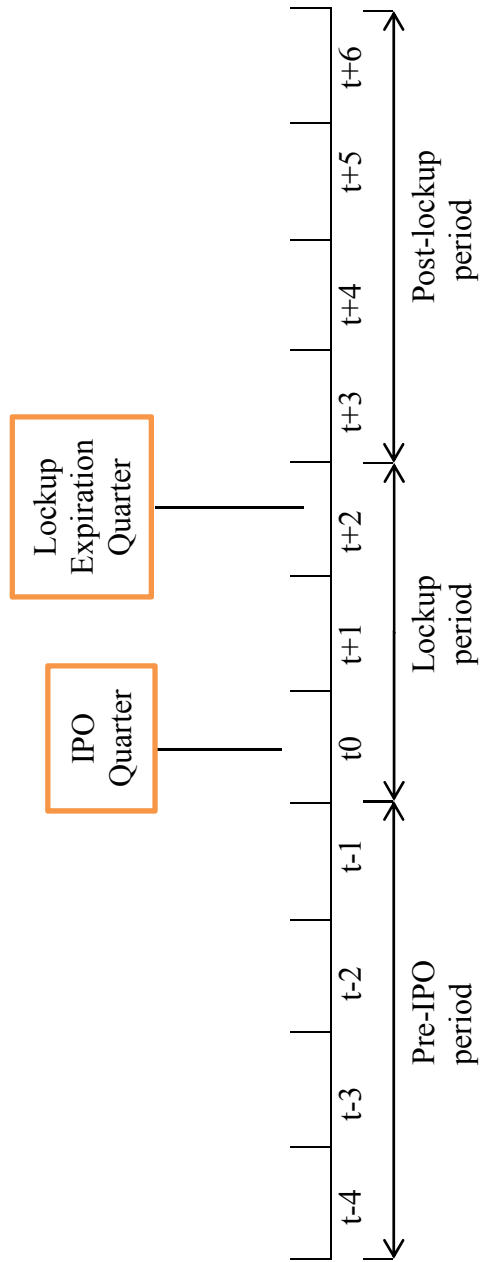 IPO
Quarter
Lockup
Expiration
Quarter
t-4 t-3 t-2 t-1 t0 t+1 t+2 t+3 t+4 t+5 t+6
Pre-IPO
period
Lockup
period
Post-lockup
period